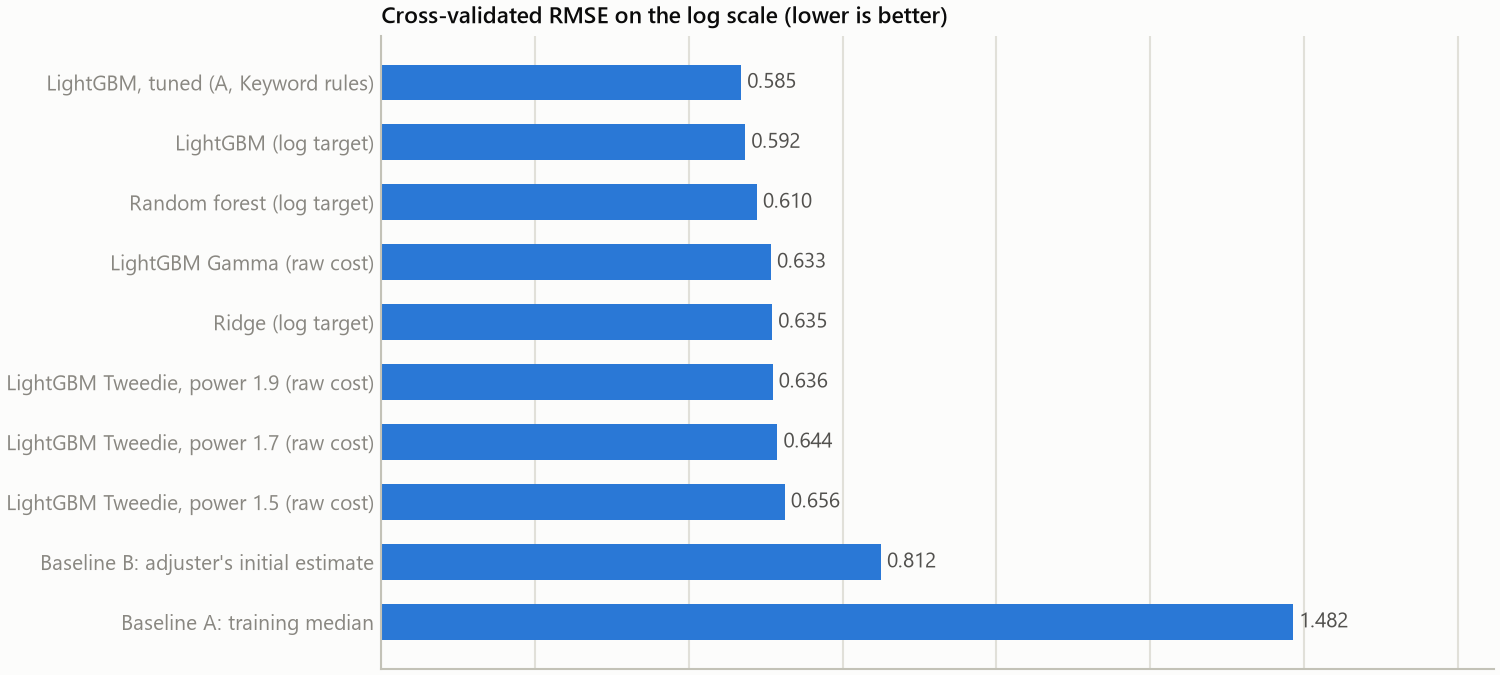 Cross-validated RMSE on the log scale (lower is better)
LightGBM, tuned (A, Keyword rules) 0.585
LightGBM (log target) 0.592
Random forest (log target) 0.610
LightGBM Gamma (raw cost) 0.633
Ridge (log target) 0.635
LightGBM Tweedie, power 1.9 (raw cost) 0.636
LightGBM Tweedie, power 1.7 (raw cost) 0.644
LightGBM Tweedie, power 1.5 (raw cost) 0.656
Baseline B: adjuster's initial estimate 0.812
Baseline A: training median 1.482